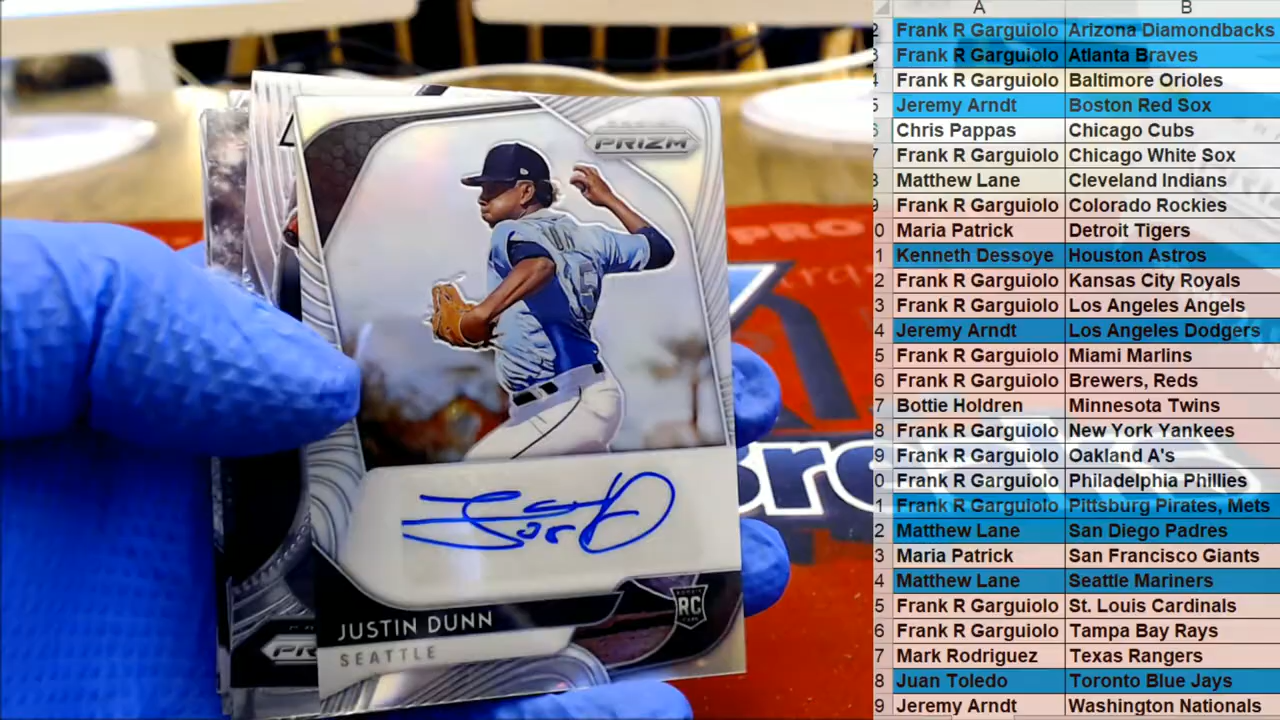 PRIZM
JUSTIN DUNN
SEATTLE
RC
PRO
A B
Frank R Garguiolo Arizona Diamondbacks
Frank R Garguiolo Atlanta Braves
Frank R Garguiolo Baltimore Orioles
Jeremy Arndt Boston Red Sox
Chris Pappas Chicago Cubs
Frank R Garguiolo Chicago White Sox
Matthew Lane Cleveland Indians
Frank R Garguiolo Colorado Rockies
Maria Patrick Detroit Tigers
Kenneth Dessoye Houston Astros
Frank R Garguiolo Kansas City Royals
Frank R Garguiolo Los Angeles Angels
Jeremy Arndt Los Angeles Dodgers
Frank R Garguiolo Miami Marlins
Frank R Garguiolo Brewers, Reds
Bottie Holdren Minnesota Twins
Frank R Garguiolo New York Yankees
Frank R Garguiolo Oakland A's
Frank R Garguiolo Philadelphia Phillies
Frank R Garguiolo Pittsburg Pirates, Mets
Matthew Lane San Diego Padres
Maria Patrick San Francisco Giants
Matthew Lane Seattle Mariners
Frank R Garguiolo St. Louis Cardinals
Frank R Garguiolo Tampa Bay Rays
Mark Rodriguez Texas Rangers
Juan Toledo Toronto Blue Jays
Jeremy Arndt Washington Nationals